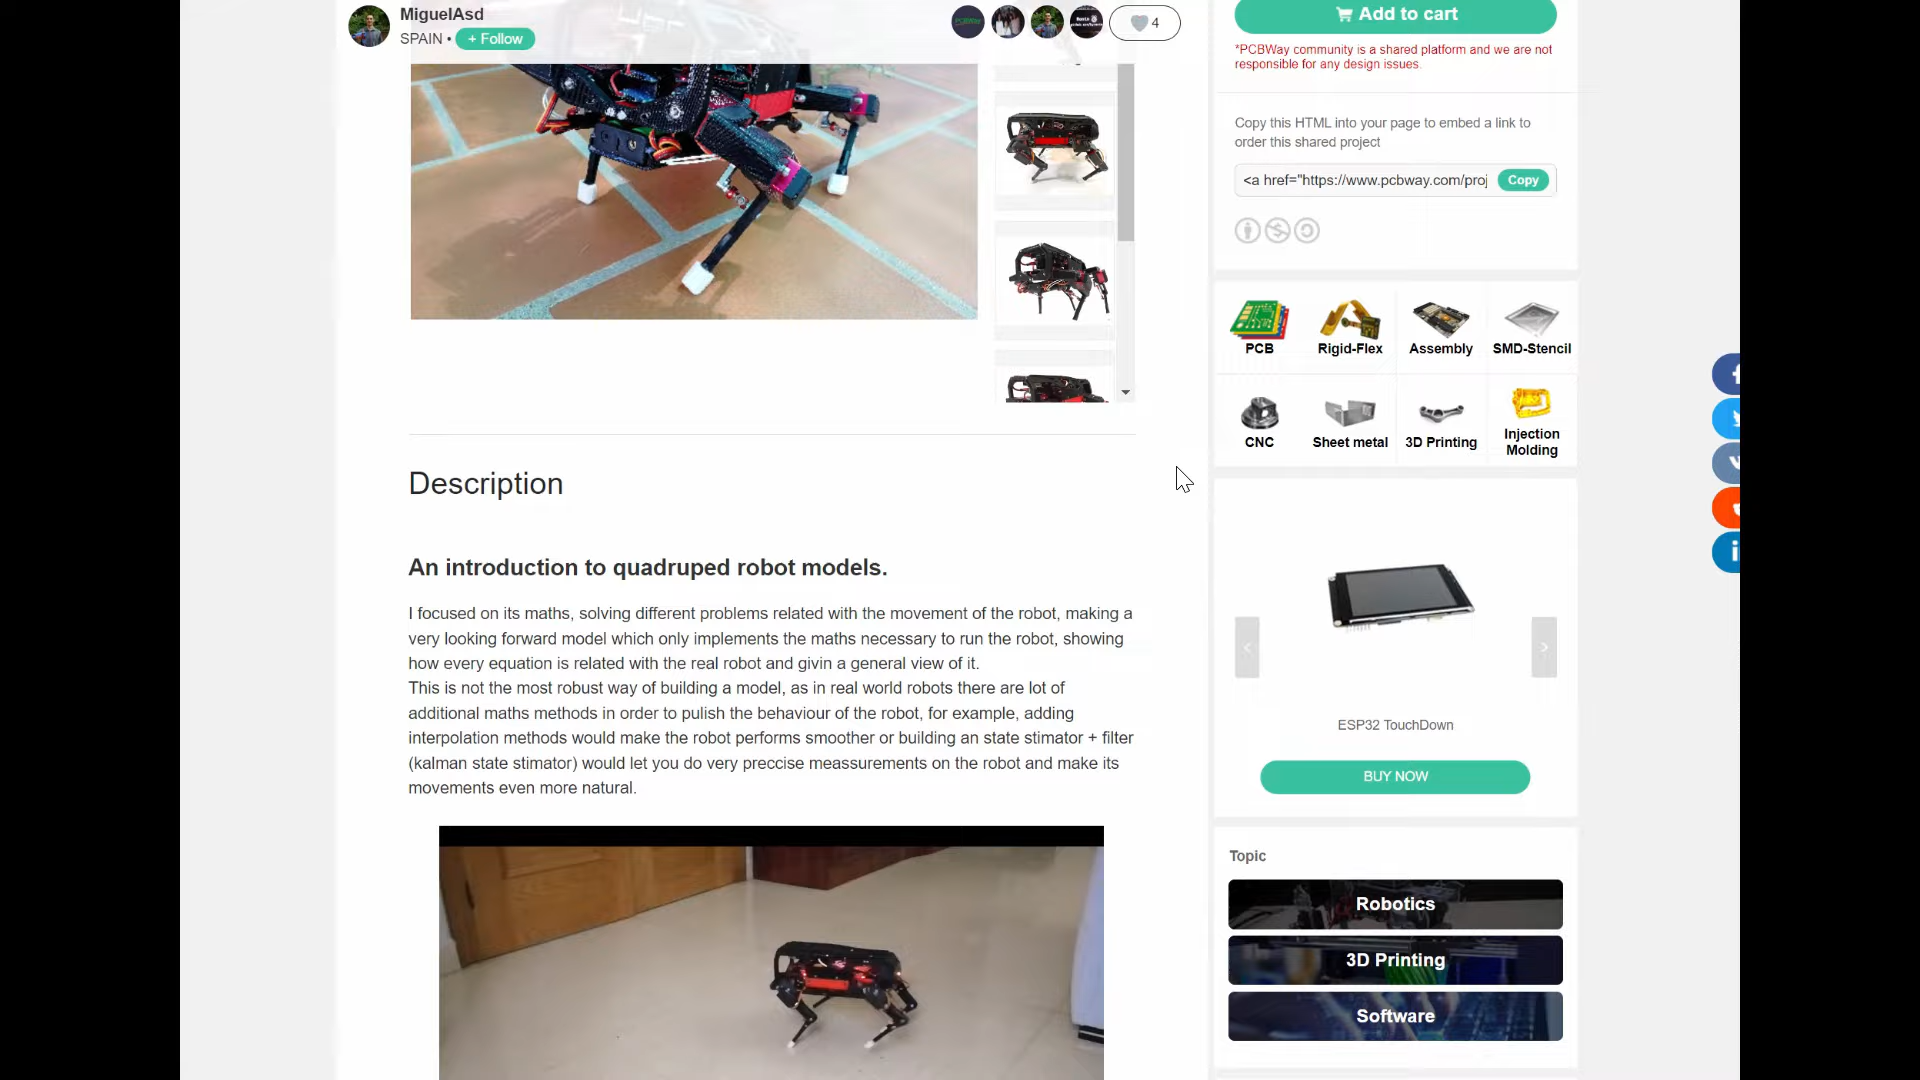 MiguelAsd
SPAIN • + Follow
4
Add to cart
*PCBWay community is a shared platform and we are not
responsible for any design issues.
Copy this HTML into your page to embed a link to
order this shared project
<a href="https://www.pcbway.com/proj
Copy
PCB
Rigid-Flex
Assembly
SMD-Stencil
CNC
Sheet metal
3D Printing
Injection
Molding
Description
An introduction to quadruped robot models.
I focused on its maths, solving different problems related with the movement of the robot, making a
very looking forward model which only implements the maths necessary to run the robot, showing
how every equation is related with the real robot and givin a general view of it.
This is not the most robust way of building a model, as in real world robots there are lot of
additional maths methods in order to pulish the behaviour of the robot, for example, adding
interpolation methods would make the robot performs smoother or building an state stimator + filter
(kalman state stimator) would let you do very preccise meassurements on the robot and make its
movements even more natural.
ESP32 TouchDown
BUY NOW
Topic
Robotics
3D Printing
Software